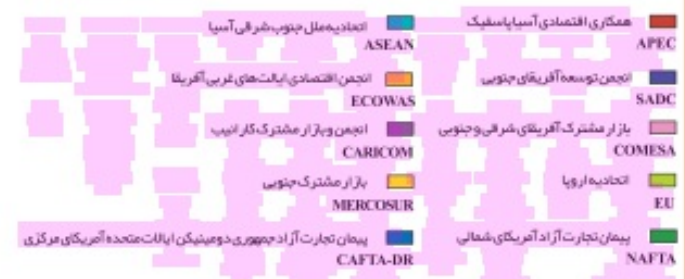 همکاری اقتصادی آسیا پاسفیک
APEC
انجمن توسعه آفریقای جنوبی
SADC
بازار مشترک آفریقای شرقی و جنوبی
COMESA
اتحادیه اروپا
EU
پیمان تجارت آزاد آمریکای شمالی
NAFTA
اتحادیه ملل جنوب شرقی آسیا
ASEAN
انجمن اقتصادی ایالت‌های غربی آفریقا
ECOWAS
انجمن و بازار مشترک کارائیب
CARICOM
بازار مشترک جنوبی
MERCOSUR
پیمان تجارت آزاد جمهوری دومینیکن ایالات متحده آمریکای مرکزی
CAFTA-DR